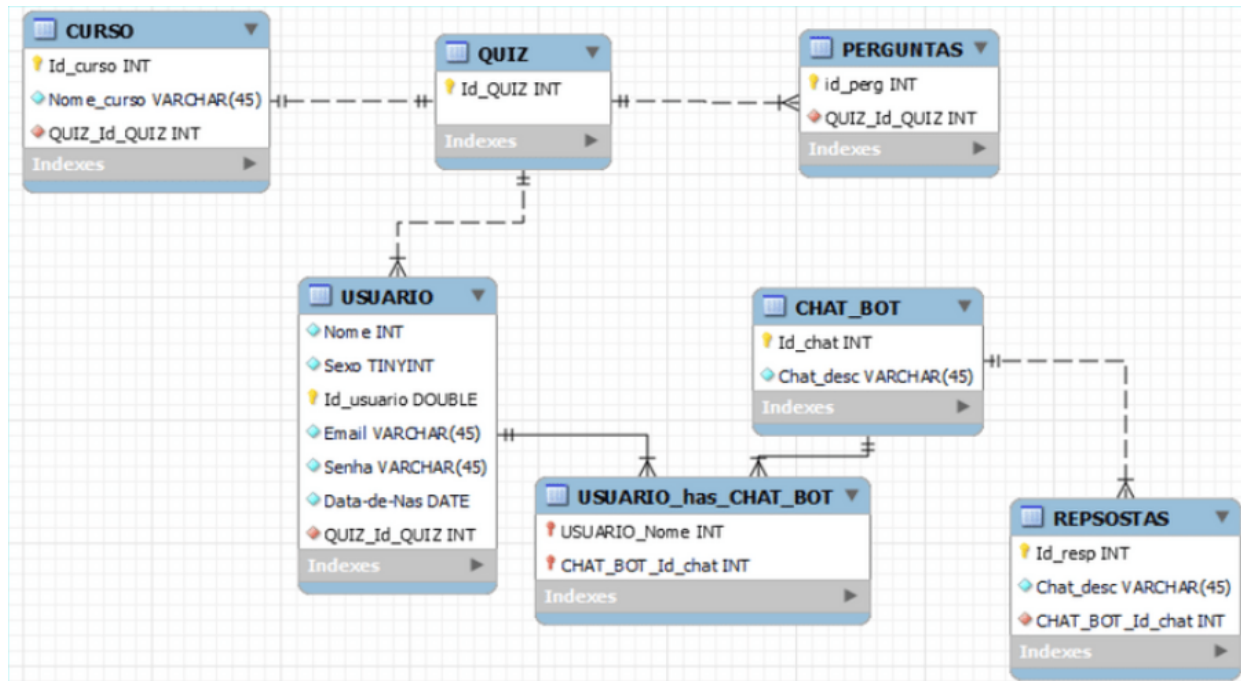 CURSO
Id_curso INT
Nome_curso VARCHAR(45)
QUIZ_Id_QUIZ INT
Indexes
QUIZ
Id_QUIZ INT
Indexes
PERGUNTAS
id_perg INT
QUIZ_Id_QUIZ INT
Indexes
USUARIO
Nome INT
Sexo TINYINT
Id_usuario DOUBLE
Email VARCHAR(45)
Senha VARCHAR(45)
Data-de-Nas DATE
QUIZ_Id_QUIZ INT
Indexes
CHAT_BOT
Id_chat INT
Chat_desc VARCHAR(45)
Indexes
USUARIO_has_CHAT_BOT
USUARIO_Nome INT
CHAT_BOT_Id_chat INT
Indexes
REPSOSTAS
Id_resp INT
Chat_desc VARCHAR(45)
CHAT_BOT_Id_chat INT
Indexes